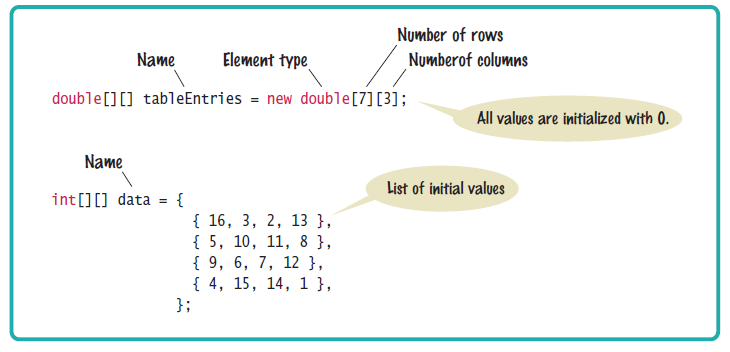 Number of rows
Name Element type Numberof columns
double[][] tableEntries = new double[7][3];
All values are initialized with 0.
Name
List of initial values
int[][] data = {
{ 16, 3, 2, 13 },
{ 5, 10, 11, 8 },
{ 9, 6, 7, 12 },
{ 4, 15, 14, 1 },
};